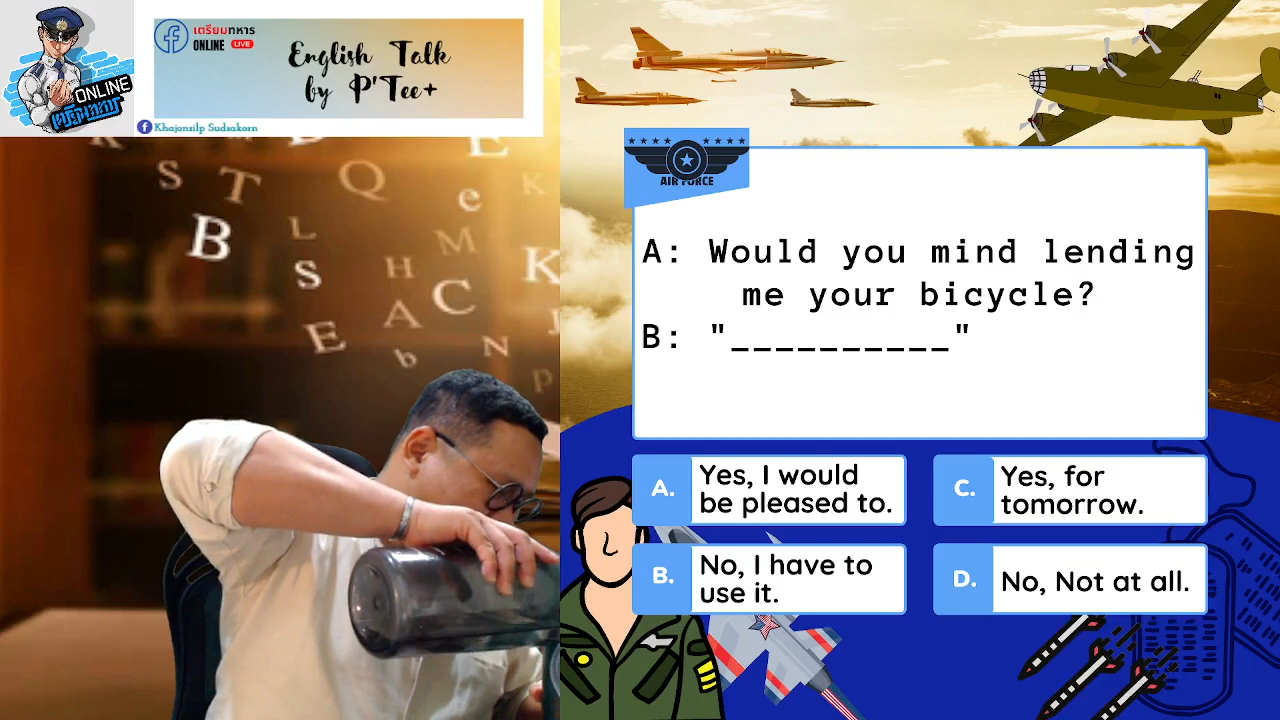 เตรียมทหาร
ONLINE LIVE
English Talk
by P'Tee+
Khajonsilp Sudsakorn
ONLINE
AIR FORCE
A: Would you mind lending
me your bicycle?
B: "__________"
A. Yes, I would
be pleased to.
B. No, I have to
use it.
C. Yes, for
tomorrow.
D. No, Not at all.